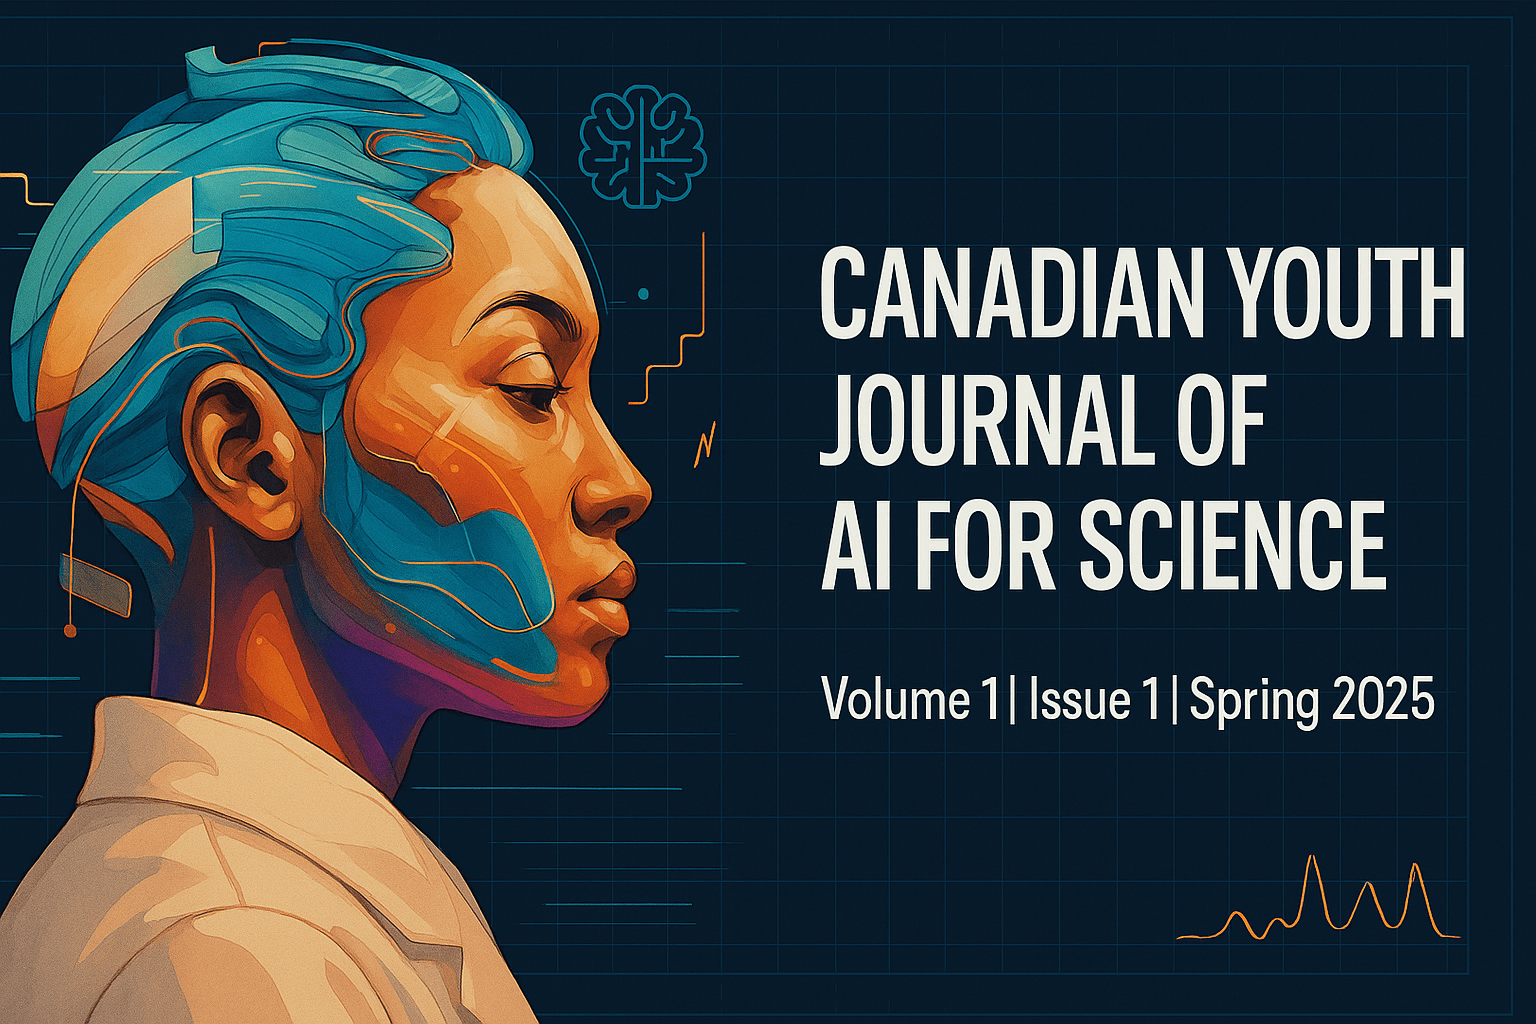 CANADIAN YOUTH
JOURNAL OF
AI FOR SCIENCE
Volume 1| Issue 1| Spring 2025